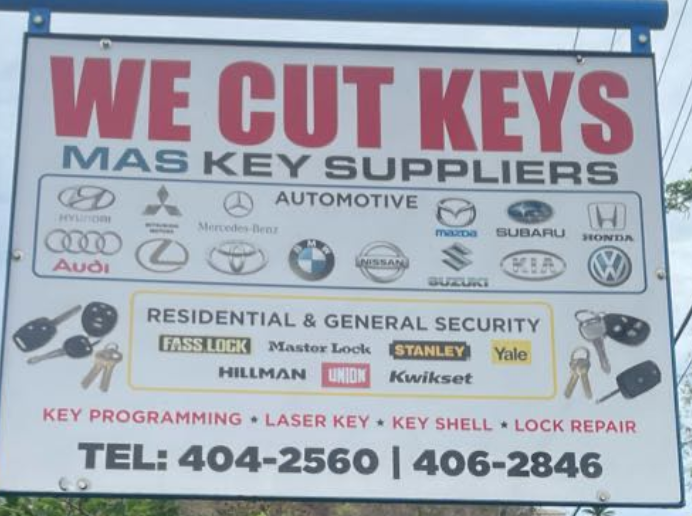 WE CUT KEYS
MAS KEY SUPPLIERS
AUTOMOTIVE
HYUNDAI
MITSUBISHI
MOTORS
Mercedes-Benz
mazda
SUBARU
HONDA
Audi
BMW
NISSAN
SUZUKI
KIA
RESIDENTIAL & GENERAL SECURITY
FASS LOCK Master Lock STANLEY Yale
HILLMAN UNION Kwikset
KEY PROGRAMMING * LASER KEY * KEY SHELL * LOCK REPAIR
TEL: 404-2560 | 406-2846